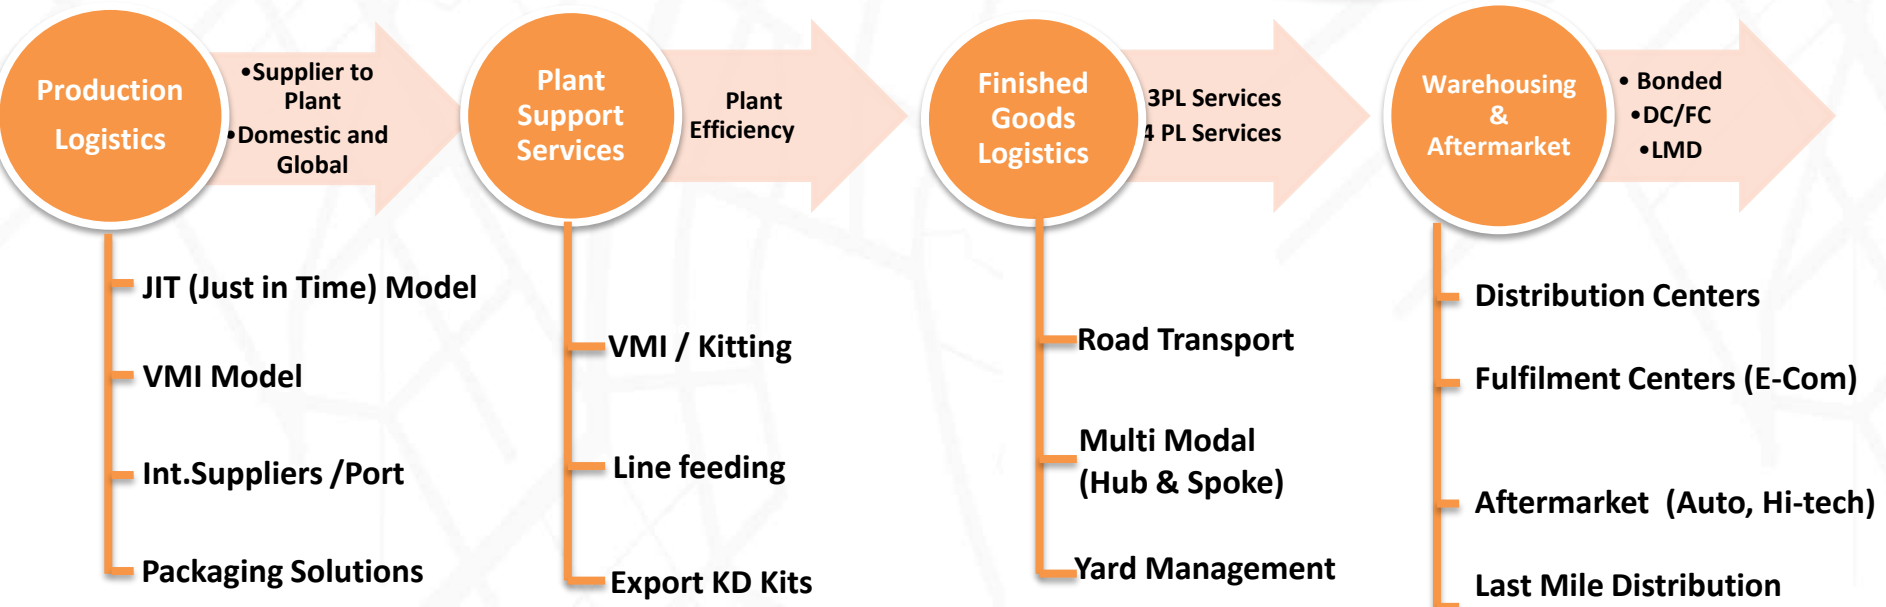 Production
Logistics
•Supplier to
Plant
•Domestic and
Global
JIT (Just in Time) Model
VMI Model
Int.Suppliers /Port
Packaging Solutions
Plant
Support
Services
Plant
Efficiency
VMI / Kitting
Line feeding
Export KD Kits
Finished
Goods
Logistics
3PL Services
4 PL Services
Road Transport
Multi Modal
(Hub & Spoke)
Yard Management
Warehousing
&
Aftermarket
• Bonded
•DC/FC
•LMD
Distribution Centers
Fulfilment Centers (E-Com)
Aftermarket (Auto, Hi-tech)
Last Mile Distribution